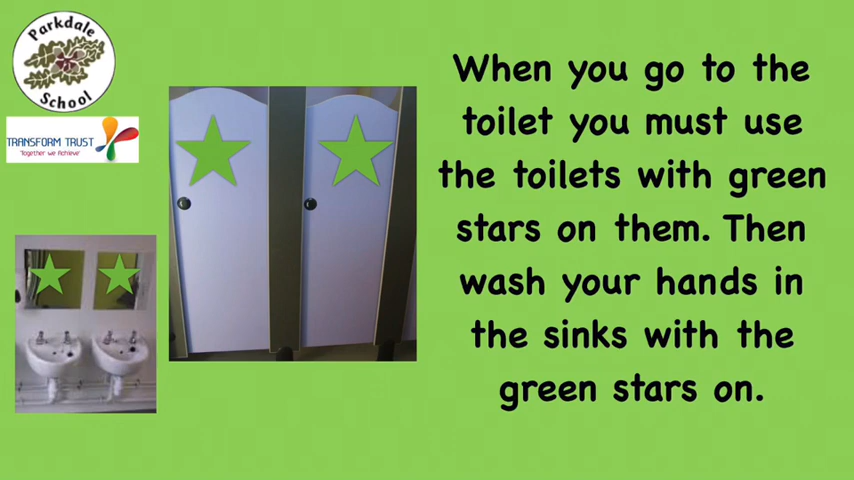 Parkdale
School
TRANSFORM TRUST
"Together we Achieve"
When you go to the
toilet you must use
the toilets with green
stars on them. Then
wash your hands in
the sinks with the
green stars on.